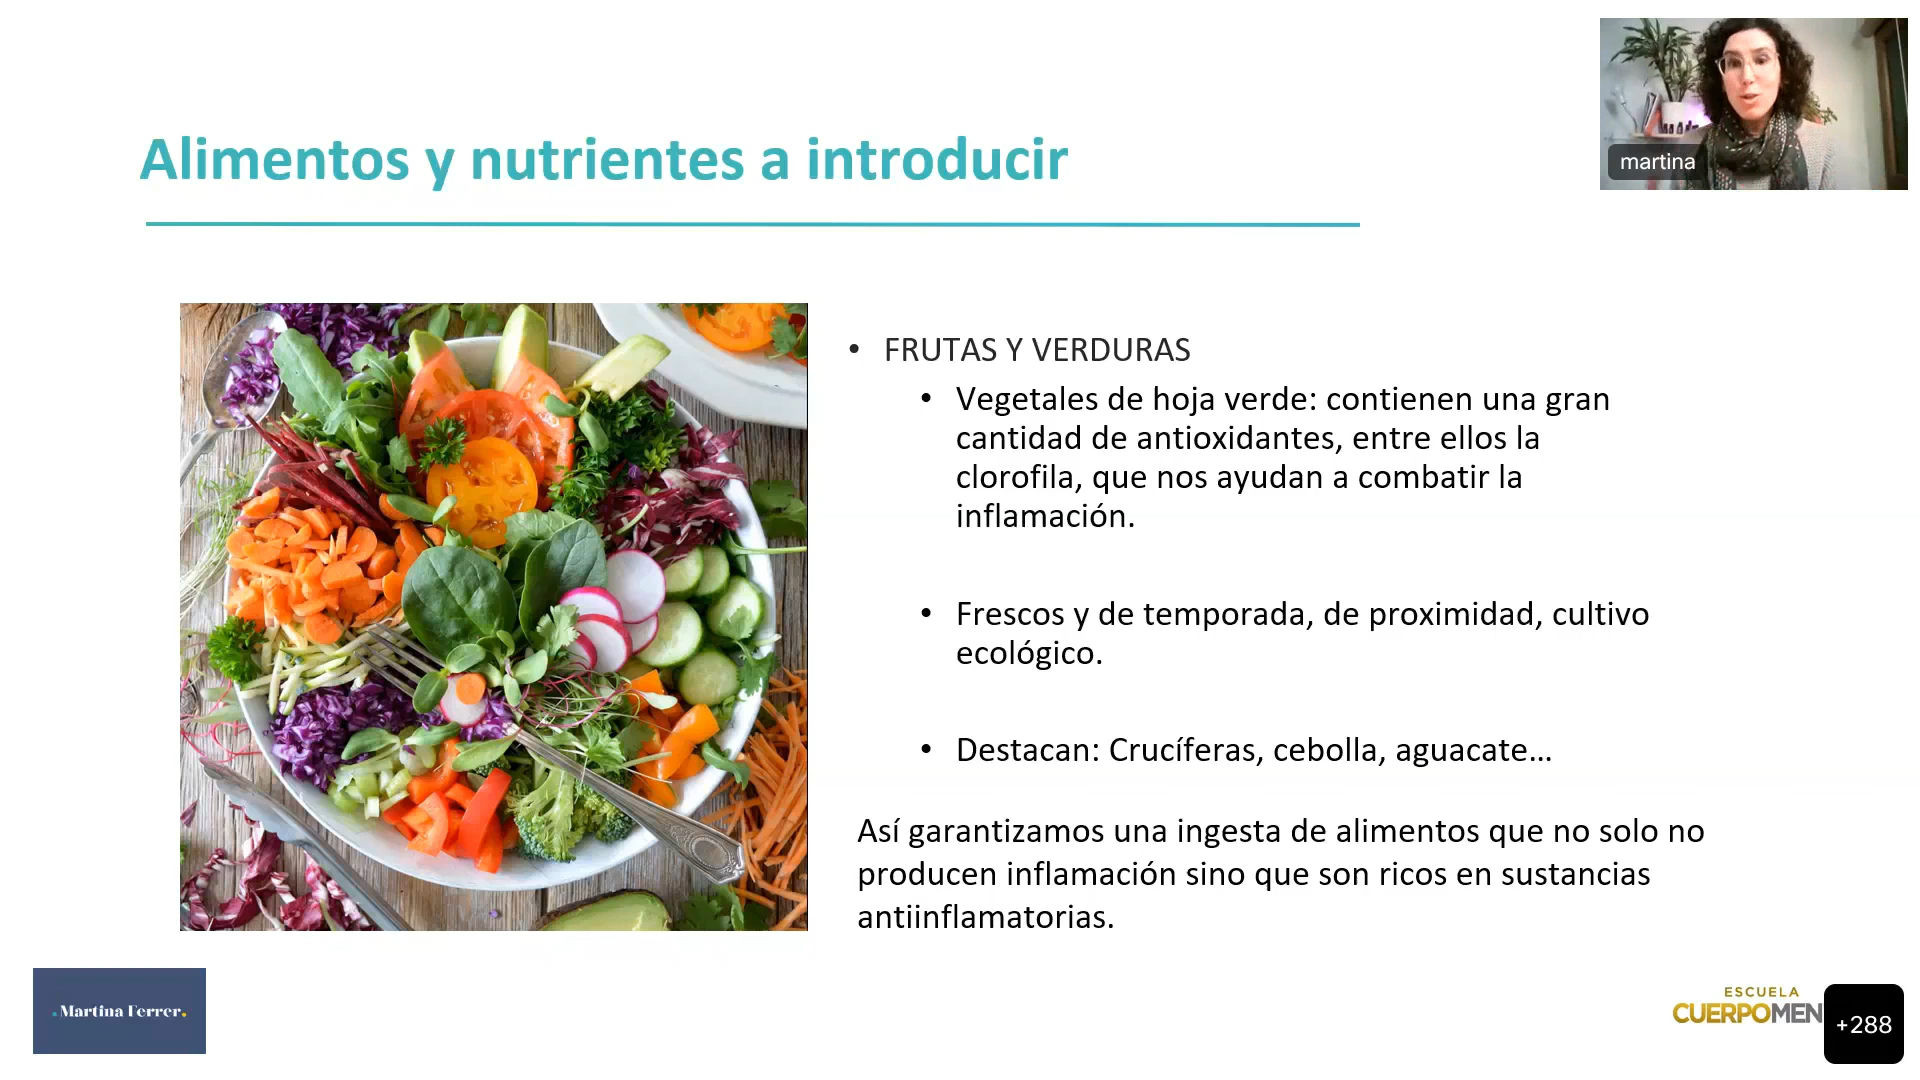 martina
Alimentos y nutrientes a introducir
• FRUTAS Y VERDURAS
• Vegetales de hoja verde: contienen una gran
cantidad de antioxidantes, entre ellos la
clorofila, que nos ayudan a combatir la
inflamación.
• Frescos y de temporada, de proximidad, cultivo
ecológico.
• Destacan: Crucíferas, cebolla, aguacate…
Así garantizamos una ingesta de alimentos que no solo no
producen inflamación sino que son ricos en sustancias
antiinflamatorias.
.Martina Ferrer.
ESCUELA
CUERPOMEN
+288